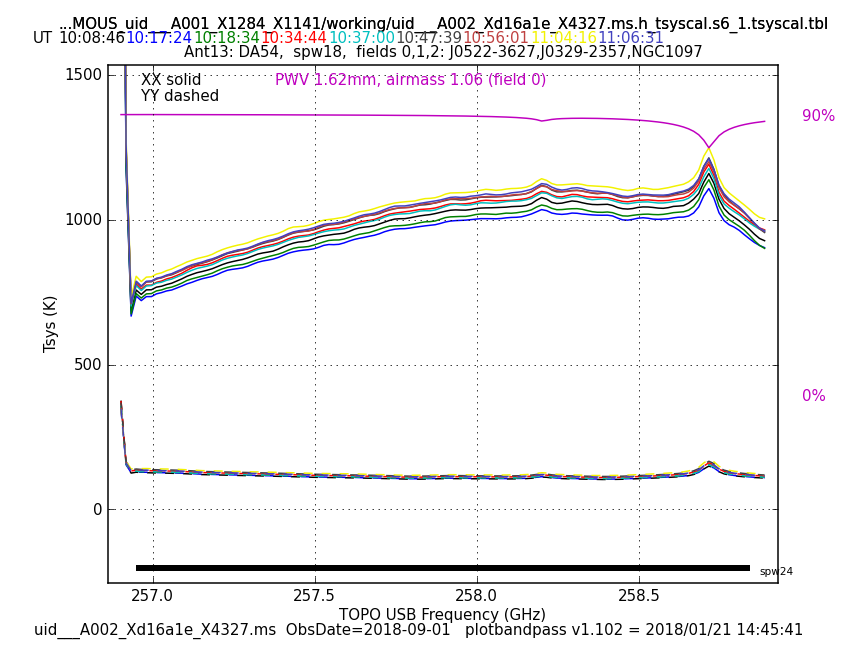 ...MOUS_uid___A001_X1284_X1141/working/uid___A002_Xd16a1e_X4327.ms.h_tsyscal.s6_1.tsyscal.tbl
UT 10:08:46 10:17:24 10:18:34 10:34:44 10:37:00 10:47:39 10:56:01 11:04:16 11:06:31
Ant13: DA54, spw18, fields 0,1,2: J0522-3627,J0329-2357,NGC1097
1500
XX solid
PWV 1.62mm, airmass 1.06 (field 0)
YY dashed
90%
1000
Tsys (K)
500
0%
0
spw24
257.0 257.5 258.0 258.5
TOPO USB Frequency (GHz)
uid___A002_Xd16a1e_X4327.ms ObsDate=2018-09-01 plotbandpass v1.102 = 2018/01/21 14:45:41